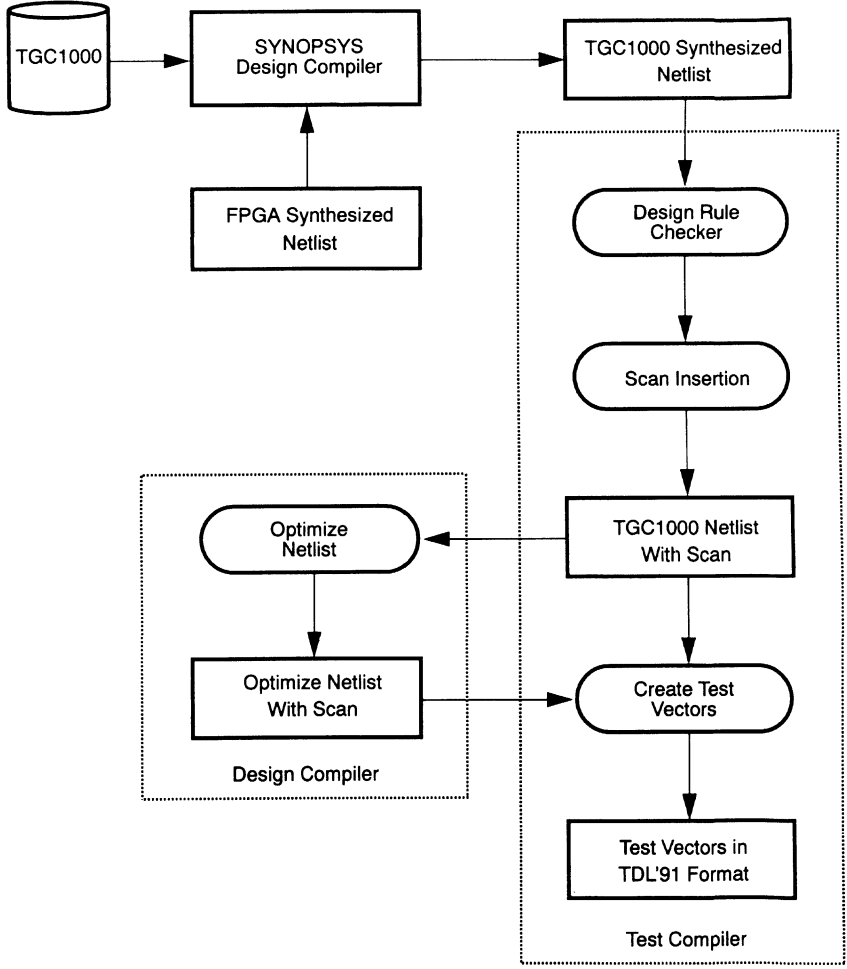 TGC1000
SYNOPSYS
Design Compiler
TGC1000 Synthesized
Netlist
FPGA Synthesized
Netlist
Design Rule
Checker
Scan Insertion
TGC1000 Netlist
With Scan
Optimize
Netlist
Optimize Netlist
With Scan
Create Test
Vectors
Design Compiler
Test Vectors in
TDL'91 Format
Test Compiler